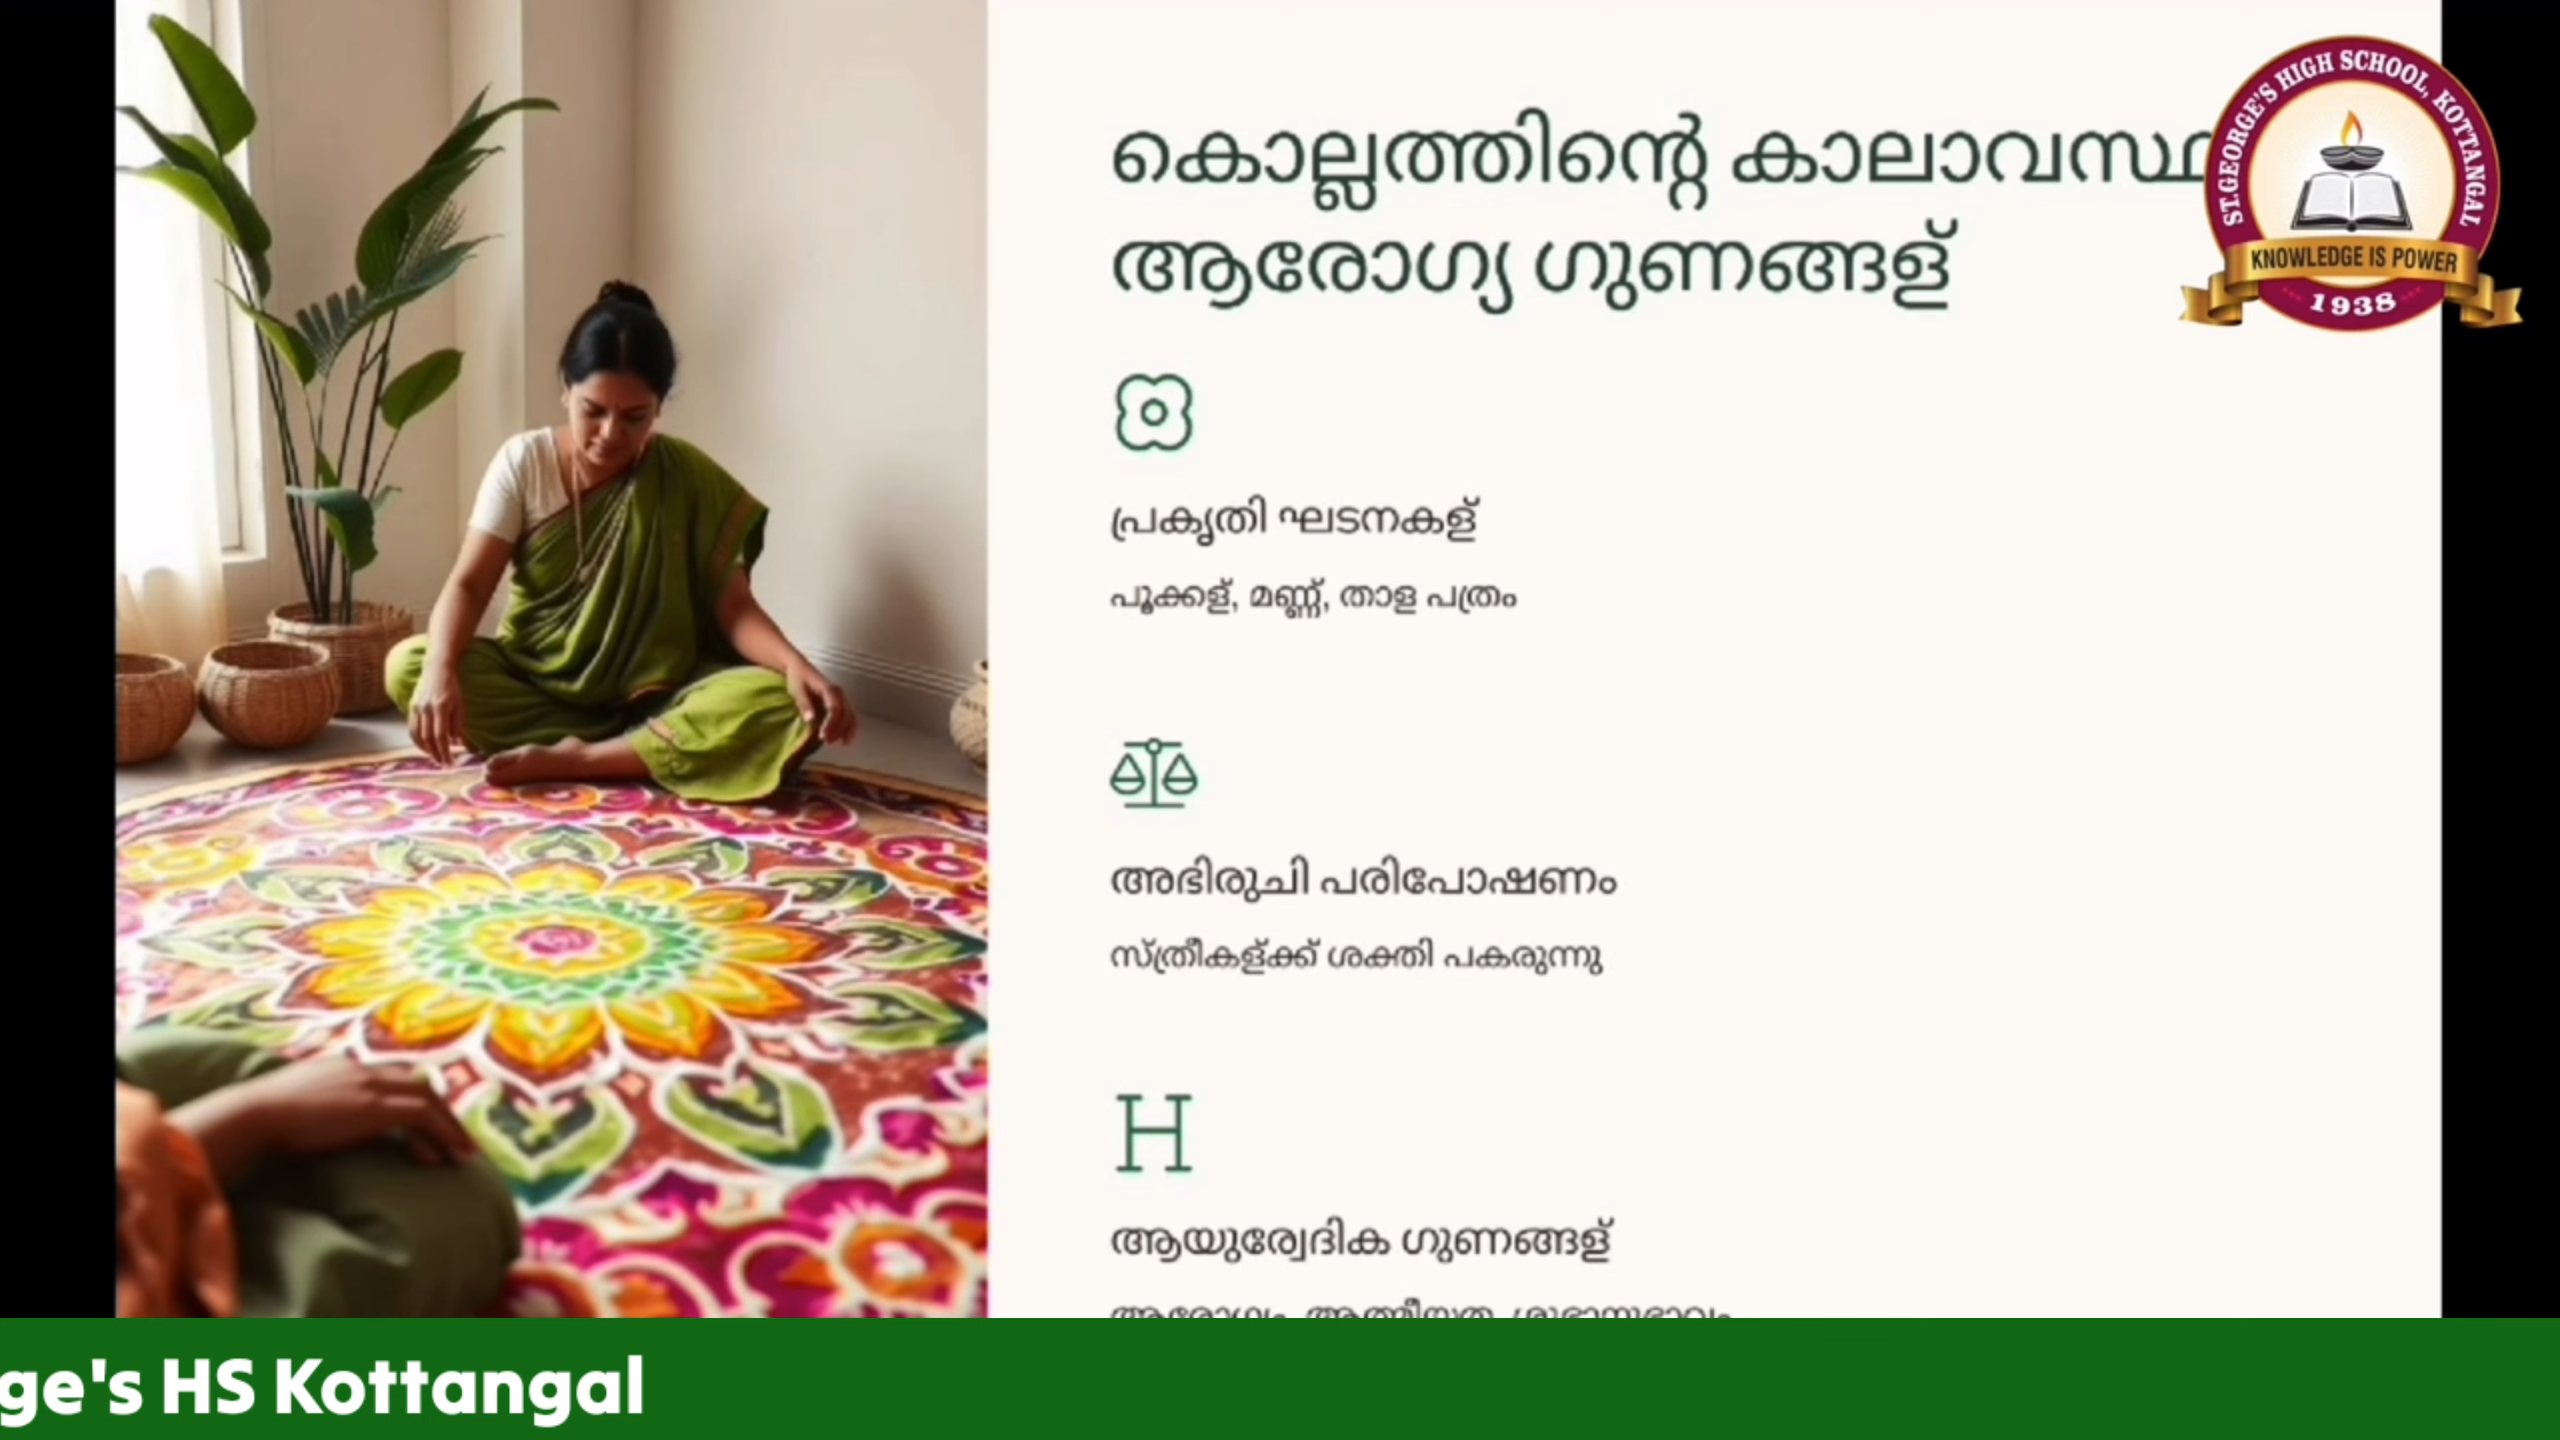 കൊല്ലത്തിന്റെ കാലാവസ്ഥ
ആരോഗ്യ ഗുണങ്ങള്
പ്രകൃതി ഘടനകള്
പൂക്കള്, മണ്ണ്, താള പത്രം
അഭിരുചി പരിപോഷണം
സ്ത്രീകള്ക്ക് ശക്തി പകരുന്നു
H
ആയുര്വേദിക ഗുണങ്ങള്
ST.GEORGE'S HIGH SCHOOL, KOTTANGAL
KNOWLEDGE IS POWER
1938
ge's HS Kottangal